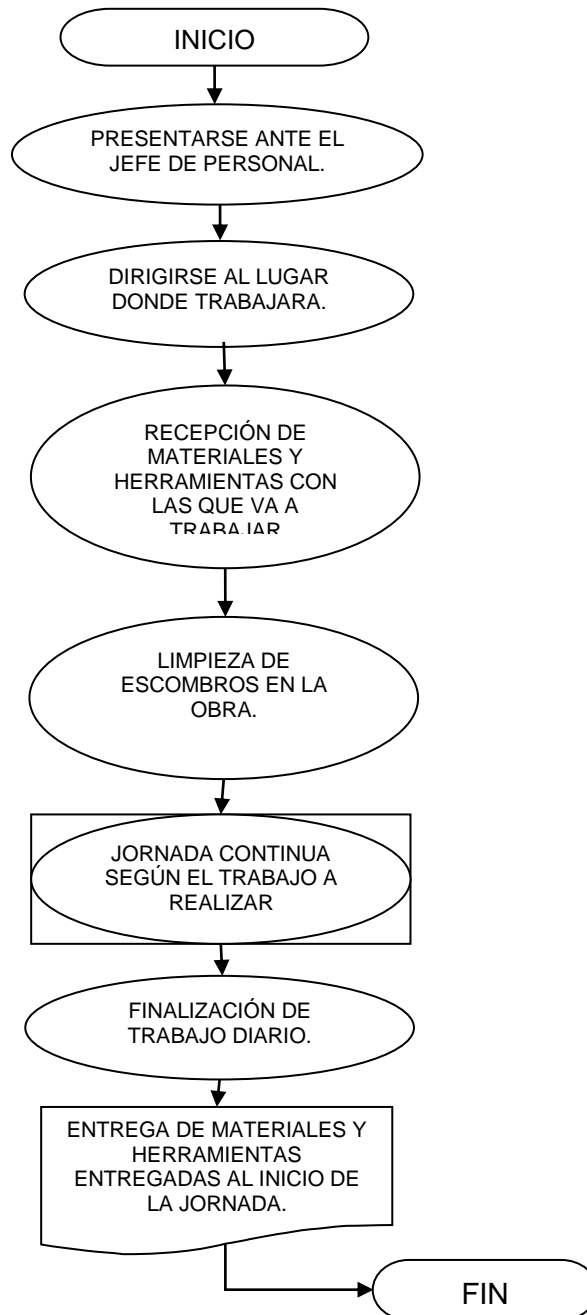 INICIO
PRESENTARSE ANTE EL
JEFE DE PERSONAL.
DIRIGIRSE AL LUGAR
DONDE TRABAJARA.
RECEPCIÓN DE
MATERIALES Y
HERRAMIENTAS CON
LAS QUE VA A
TRABAJAR
LIMPIEZA DE
ESCOMBROS EN LA
OBRA.
JORNADA CONTINUA
SEGÚN EL TRABAJO A
REALIZAR
FINALIZACIÓN DE
TRABAJO DIARIO.
ENTREGA DE MATERIALES Y
HERRAMIENTAS
ENTREGADAS AL INICIO DE
LA JORNADA.
FIN